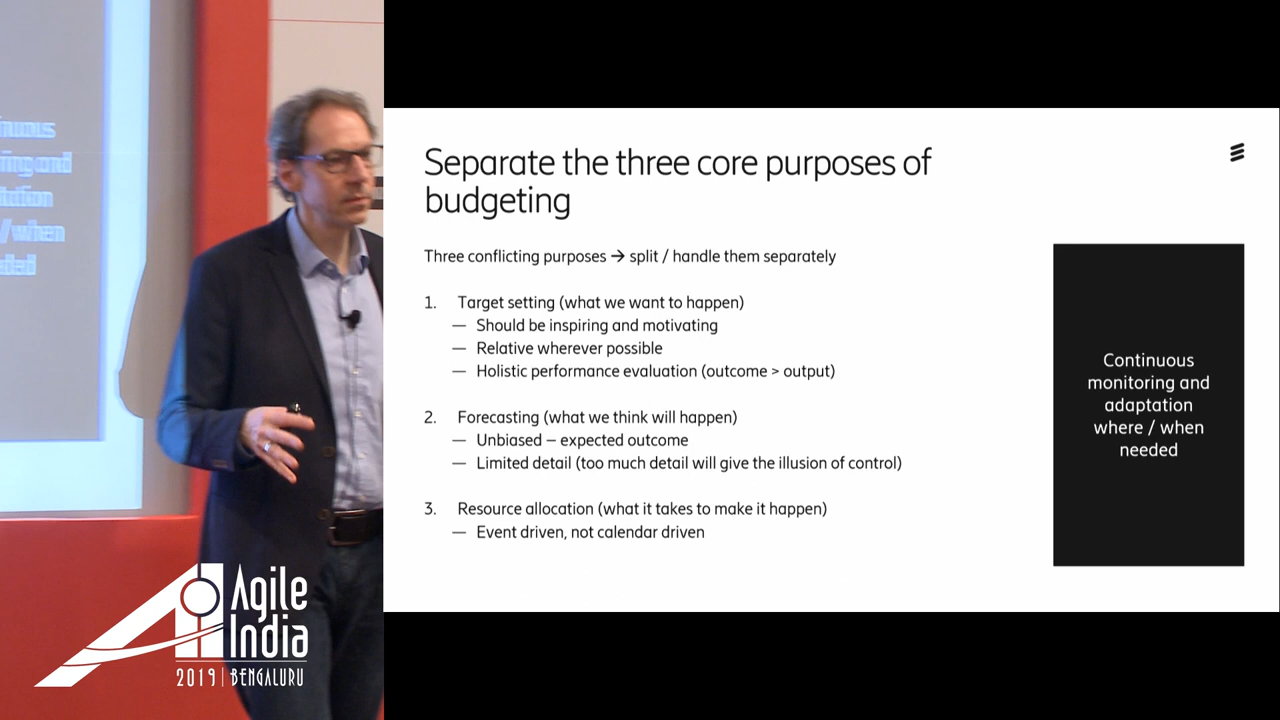 Separate the three core purposes of
budgeting
Three conflicting purposes → split / handle them separately
1. Target setting (what we want to happen)
— Should be inspiring and motivating
— Relative wherever possible
— Holistic performance evaluation (outcome > output)
2. Forecasting (what we think will happen)
— Unbiased – expected outcome
— Limited detail (too much detail will give the illusion of control)
3. Resource allocation (what it takes to make it happen)
— Event driven, not calendar driven
Continuous
monitoring and
adaptation
where / when
needed
Agile
India
2019 | BENGALURU